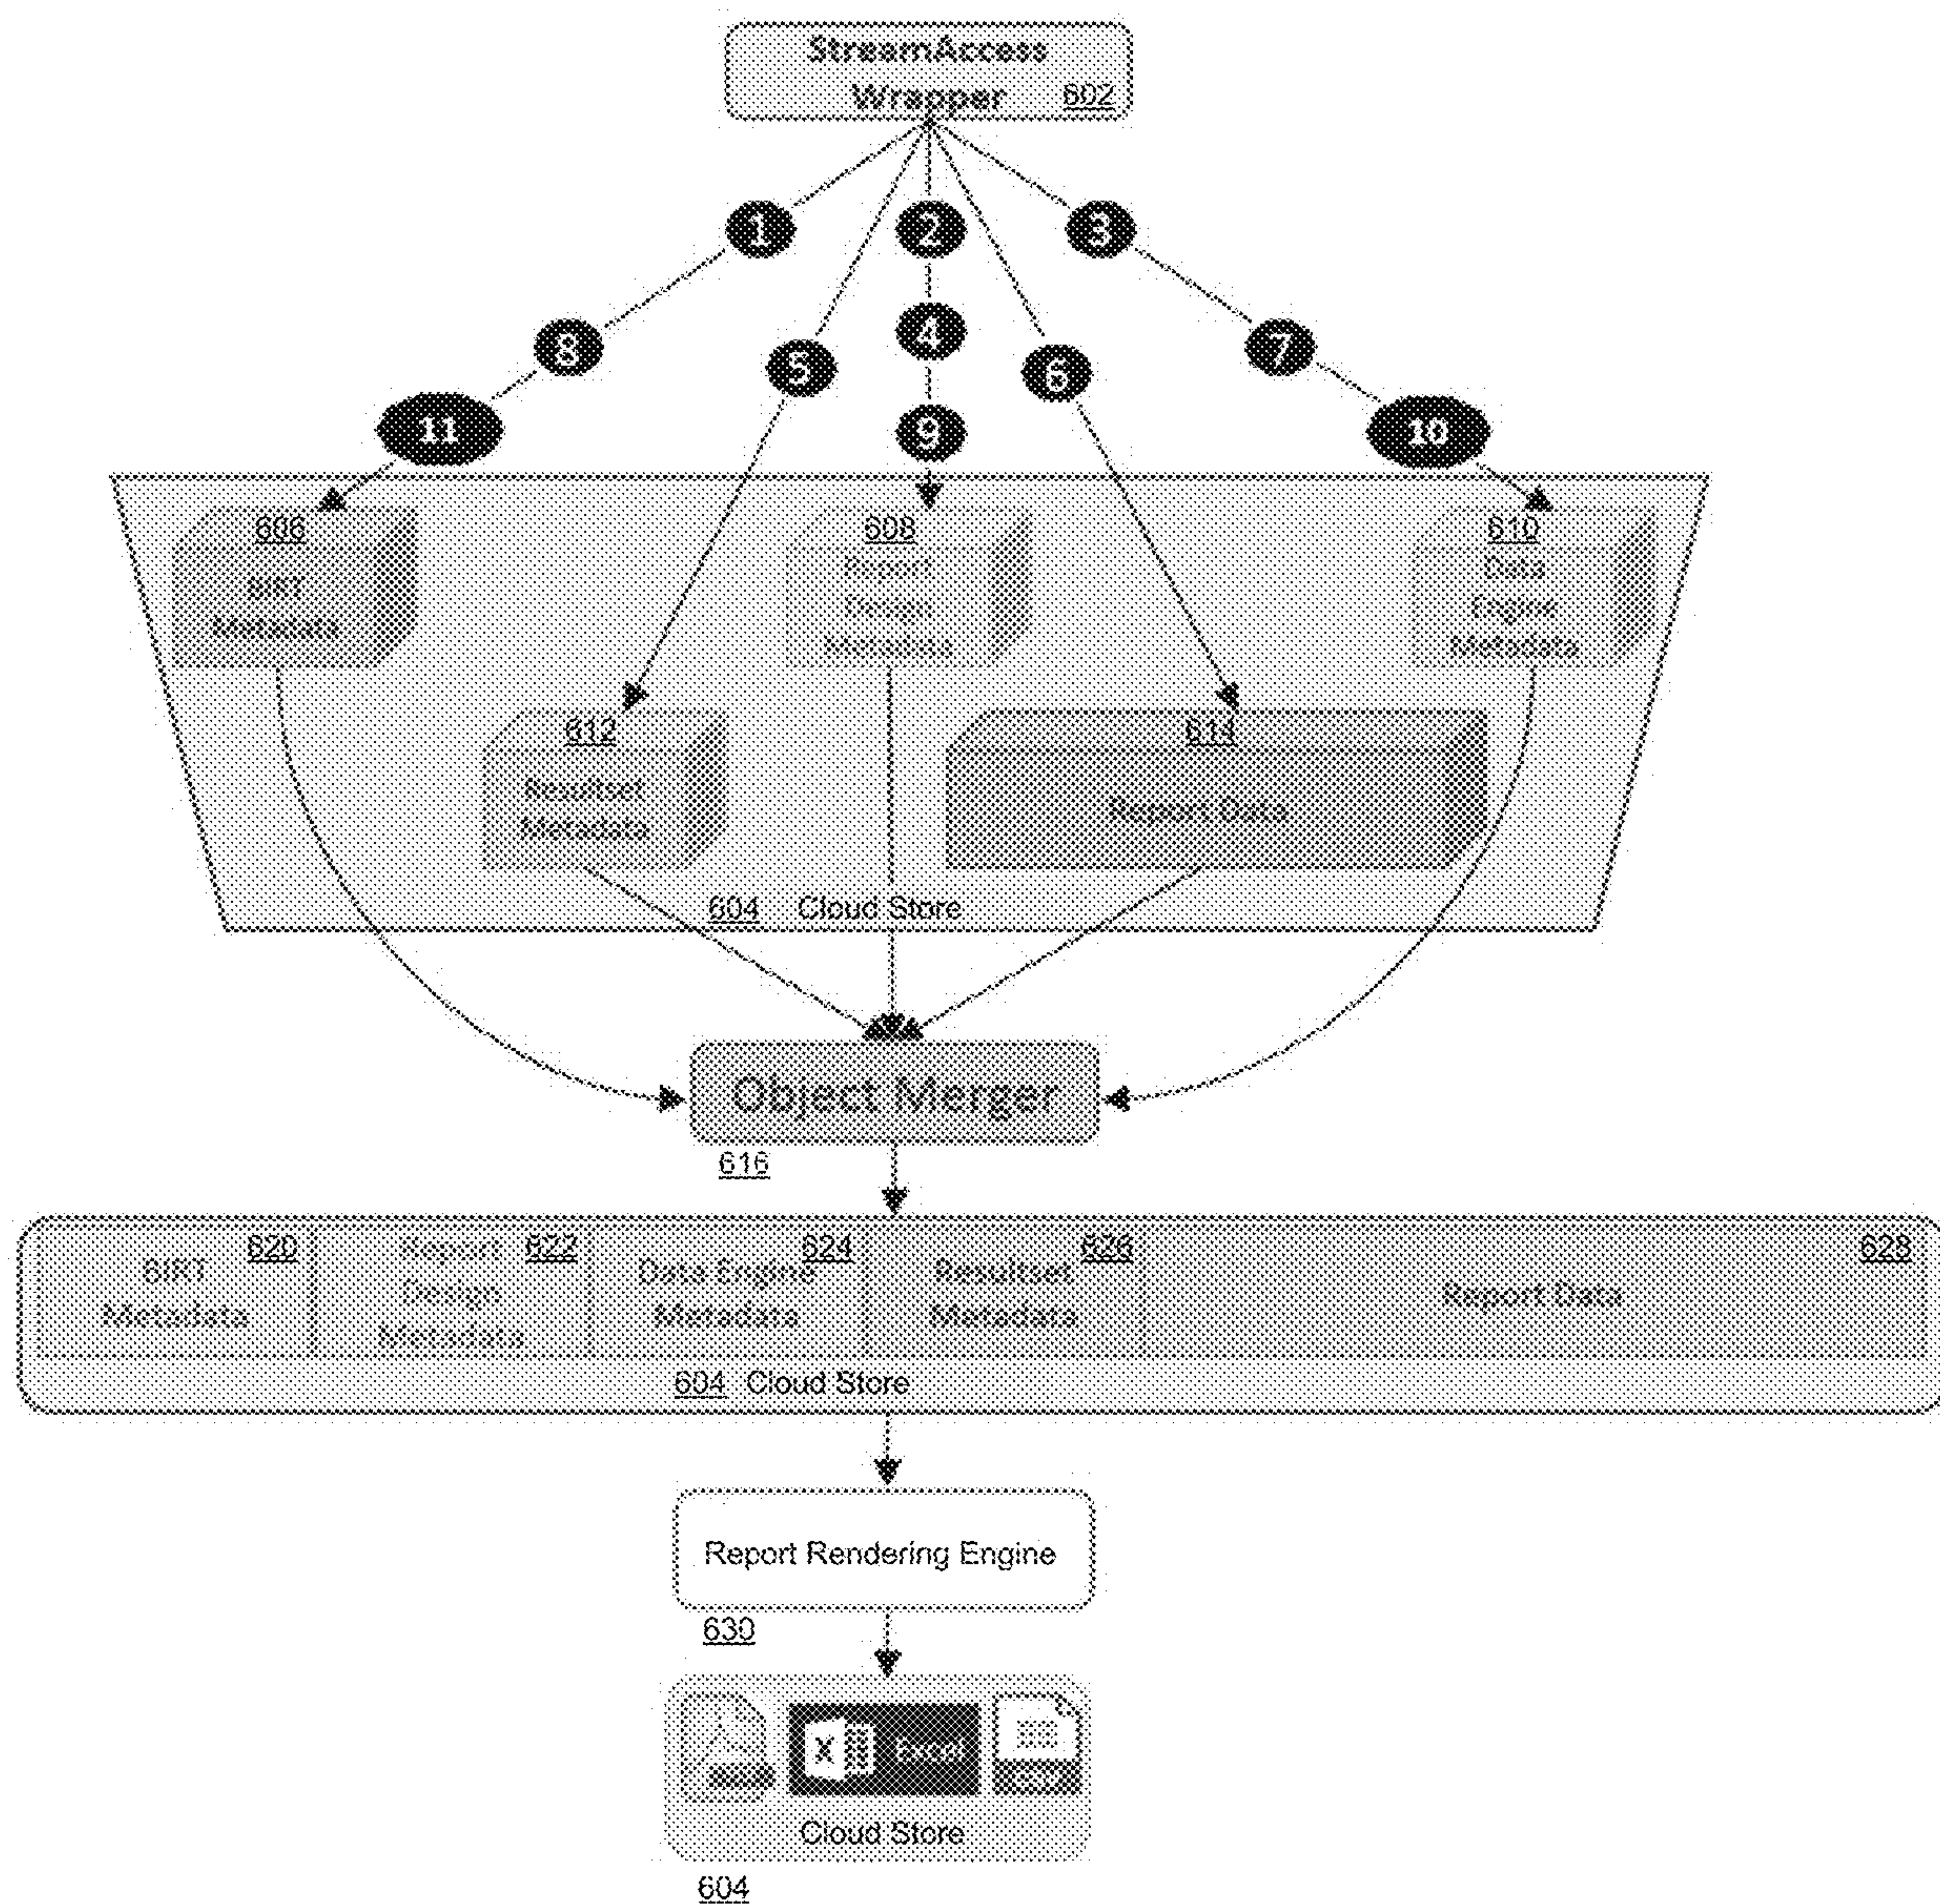 StreamAccess
Wrapper 602
1
2
3
8
4
5
6
7
11
9
10
606
BIRT
Metadata
608
Report
Design
Metadata
610
Data
Engine
Metadata
612
Resultset
Metadata
614
Report Data
604 Cloud Store
Object Merger
616
620
BIRT
Metadata
622
Report
Design
Metadata
624
Data Engine
Metadata
626
Resultset
Metadata
628
Report Data
604 Cloud Store
Report Rendering Engine
630
X Excel
CSV
Cloud Store
604